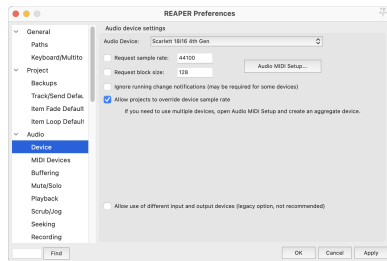 REAPER Preferences
General
Paths
Keyboard/Multito
Project
Backups
Track/Send Defau
Item Fade Default
Item Loop Default
Audio
Device
MIDI Devices
Buffering
Mute/Solo
Playback
Scrub/Jog
Seeking
Recording
Find
Audio device settings
Audio Device: Scarlett 18i16 4th Gen
Request sample rate: 44100
Request block size: 128
Audio MIDI Setup...
Ignore running change notifications (may be required for some devices)
Allow projects to override device sample rate
If you need to use multiple devices, open Audio MIDI Setup and create an aggregate device.
Allow use of different input and output devices (legacy option, not recommended)
OK Cancel Apply